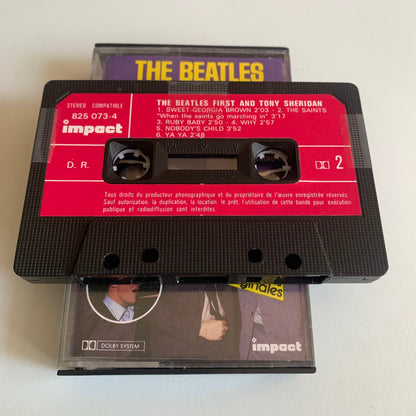 THE BEATLES
STEREO COMPATIBLE
825 073-4
impact
D. R.
THE BEATLES FIRST AND TONY SHERIDAN
1. SWEET GEORGIA BROWN 2'03 - 2. THE SAINTS
"When the saints go marching in" 3'17
3. RUBY BABY 2'50 - 4. WHY 2'57
5. NOBODY'S CHILD 3'52
6. YA YA 2'48
2
Tous droits du producteur phonographique et du propriétaire de l'œuvre enregistrée réservés.
Sauf autorisation, la duplication, la location, le prêt, l'utilisation de cette bande pour exécution
publique et radiodiffusion sont interdites.
DOLBY SYSTEM
impact